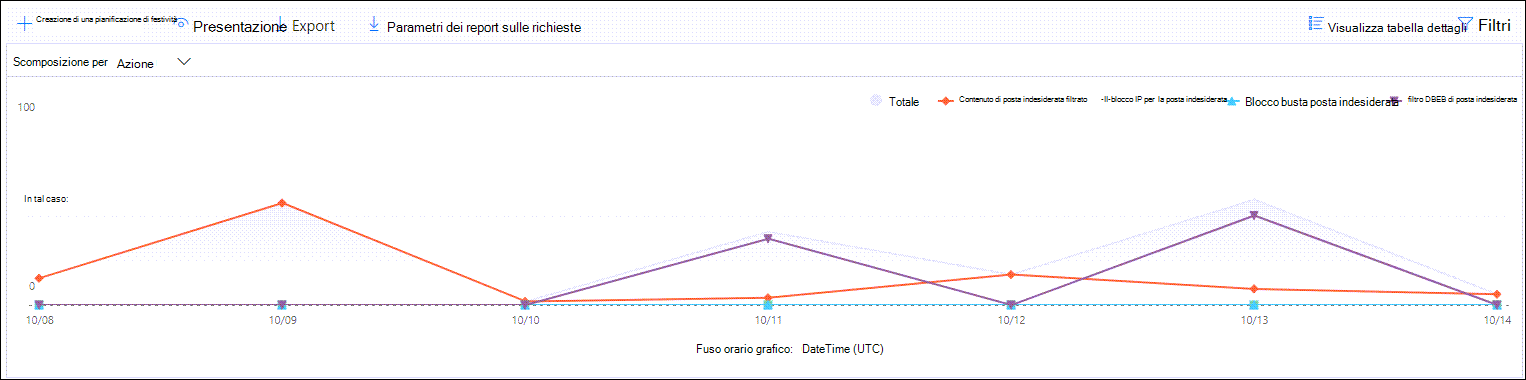 Creazione di una pianificazione di festività
Presentazione
Export
Parametri dei report sulle richieste
Visualizza tabella dettagli
Filtri
Scomposizione per
Azione
100
Totale
Contenuto di posta indesiderata filtrato
-Il-blocco IP per la posta indesiderata
Blocco busta posta indesiderata
filtro DBEB di posta indesiderata
In tal caso:
0
10/08
10/09
10/10
10/11
10/12
10/13
10/14
Fuso orario grafico: DateTime (UTC)